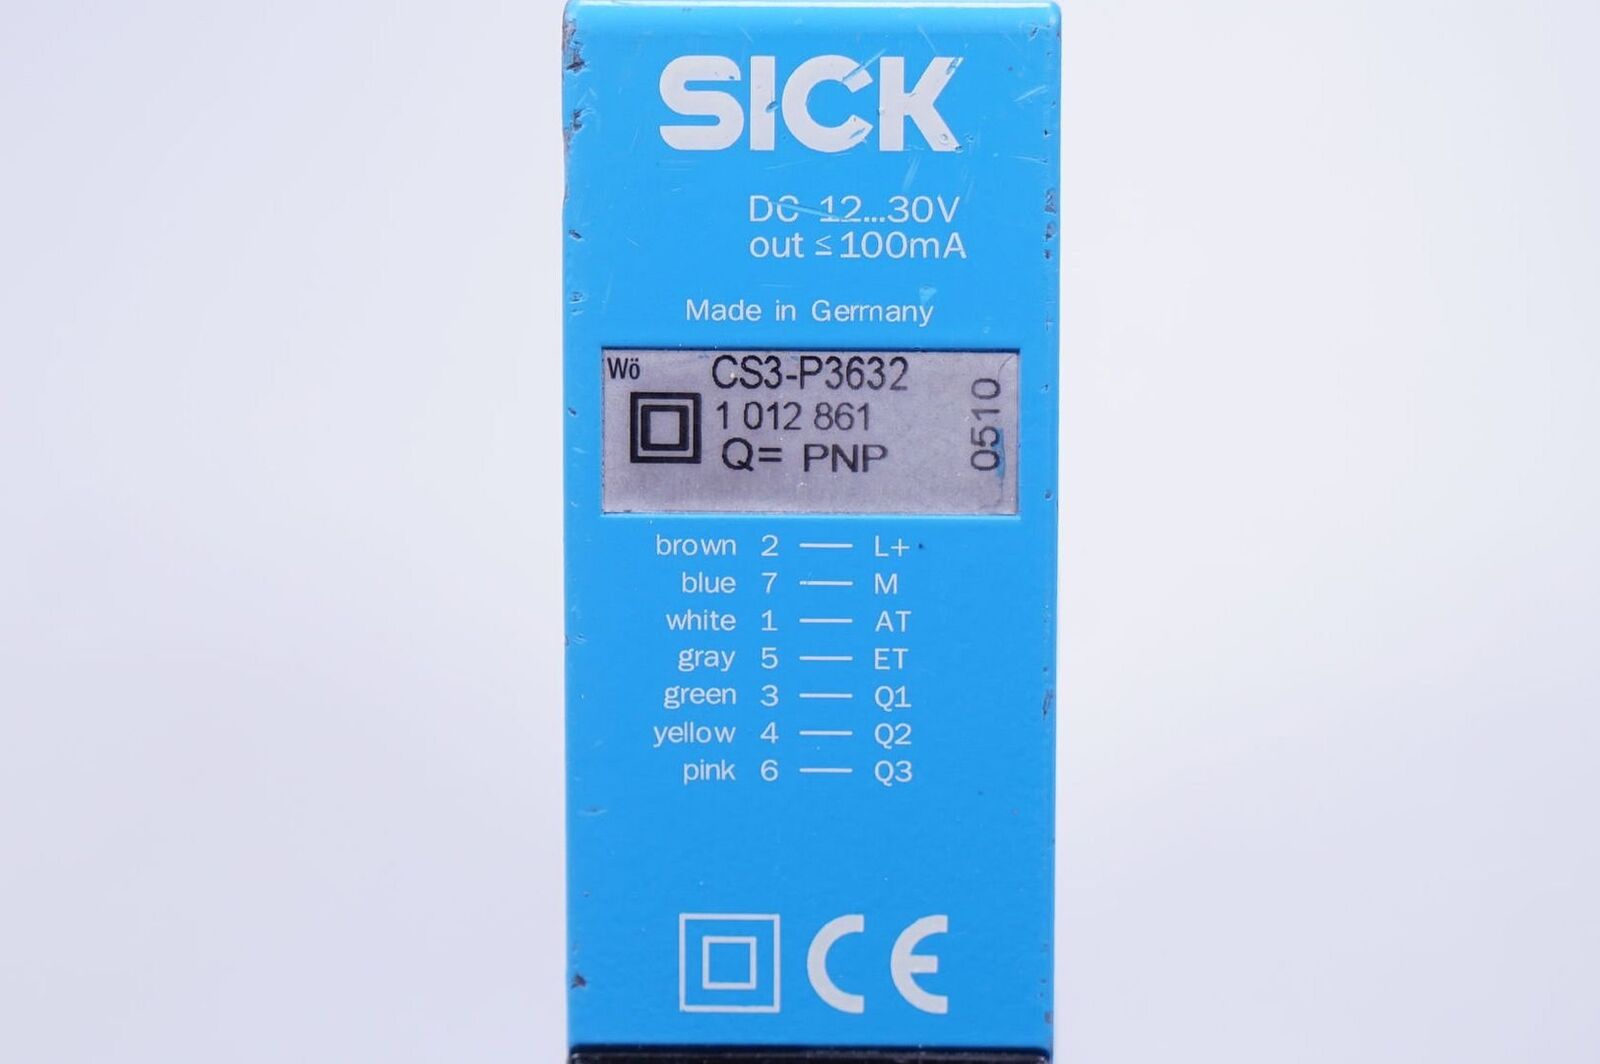 SICK
DC 12...30V
out ≤ 100mA
Made in Germany
Wö
CS3-P3632
1 012 861
Q= PNP
0510
brown 2 — L+
blue 7 — M
white 1 — AT
gray 5 — ET
green 3 — Q1
yellow 4 — Q2
pink 6 — Q3
CE